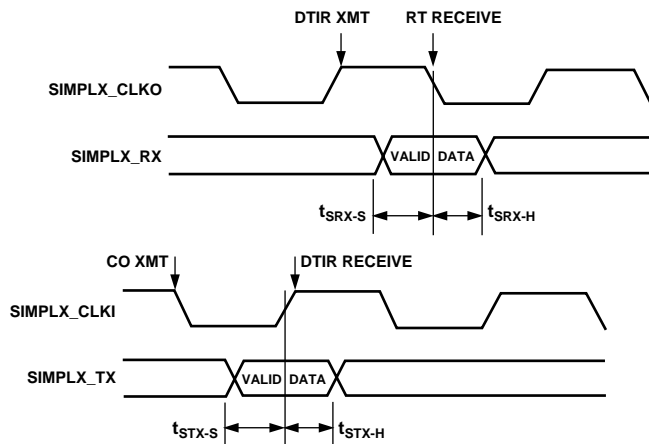 DTIR XMT RT RECEIVE
SIMPLX_CLKO
SIMPLX_RX VALID DATA
tSRX-S tSRX-H
CO XMT DTIR RECEIVE
SIMPLX_CLKI
SIMPLX_TX VALID DATA
tSTX-S tSTX-H